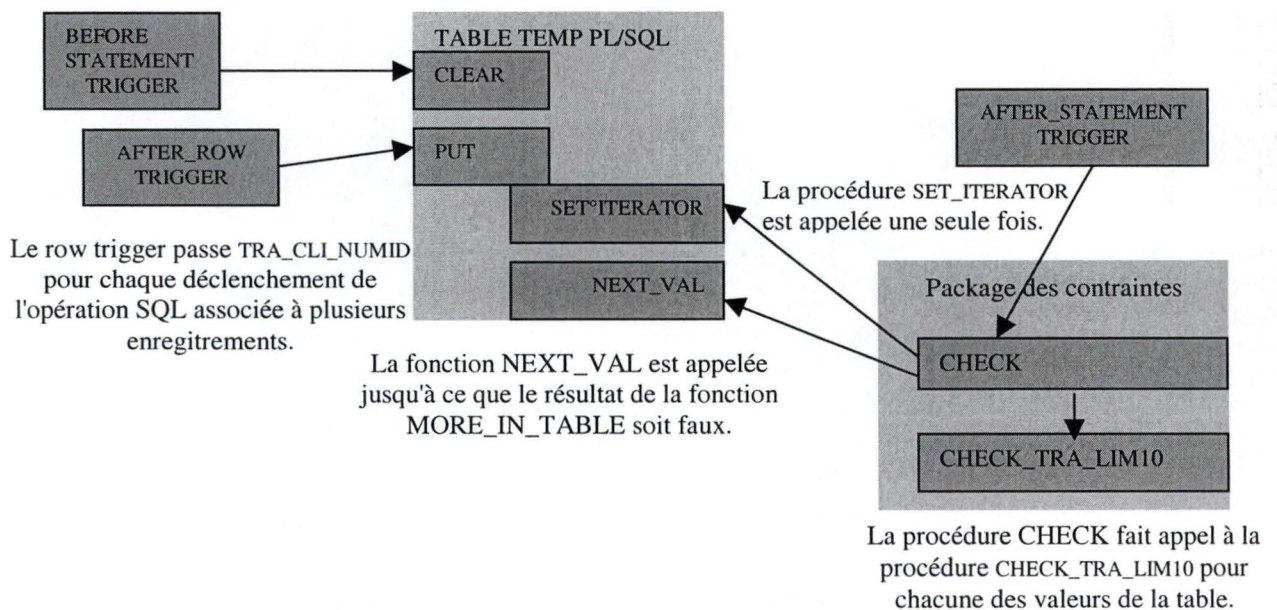 BEFORE
STATEMENT
TRIGGER
AFTER_ROW
TRIGGER
Le row trigger passe TRA_CLI_NUMID
pour chaque déclenchement de
l'opération SQL associée à plusieurs
enregitrements.
TABLE TEMP PL/SQL
CLEAR
PUT
SET°ITERATOR
NEXT_VAL
La fonction NEXT_VAL est appelée
jusqu'à ce que le résultat de la fonction
MORE_IN_TABLE soit faux.
AFTER_STATEMENT
TRIGGER
La procédure SET_ITERATOR
est appelée une seule fois.
Package des contraintes
CHECK
CHECK_TRA_LIM10
La procédure CHECK fait appel à la
procédure CHECK_TRA_LIM10 pour
chacune des valeurs de la table.